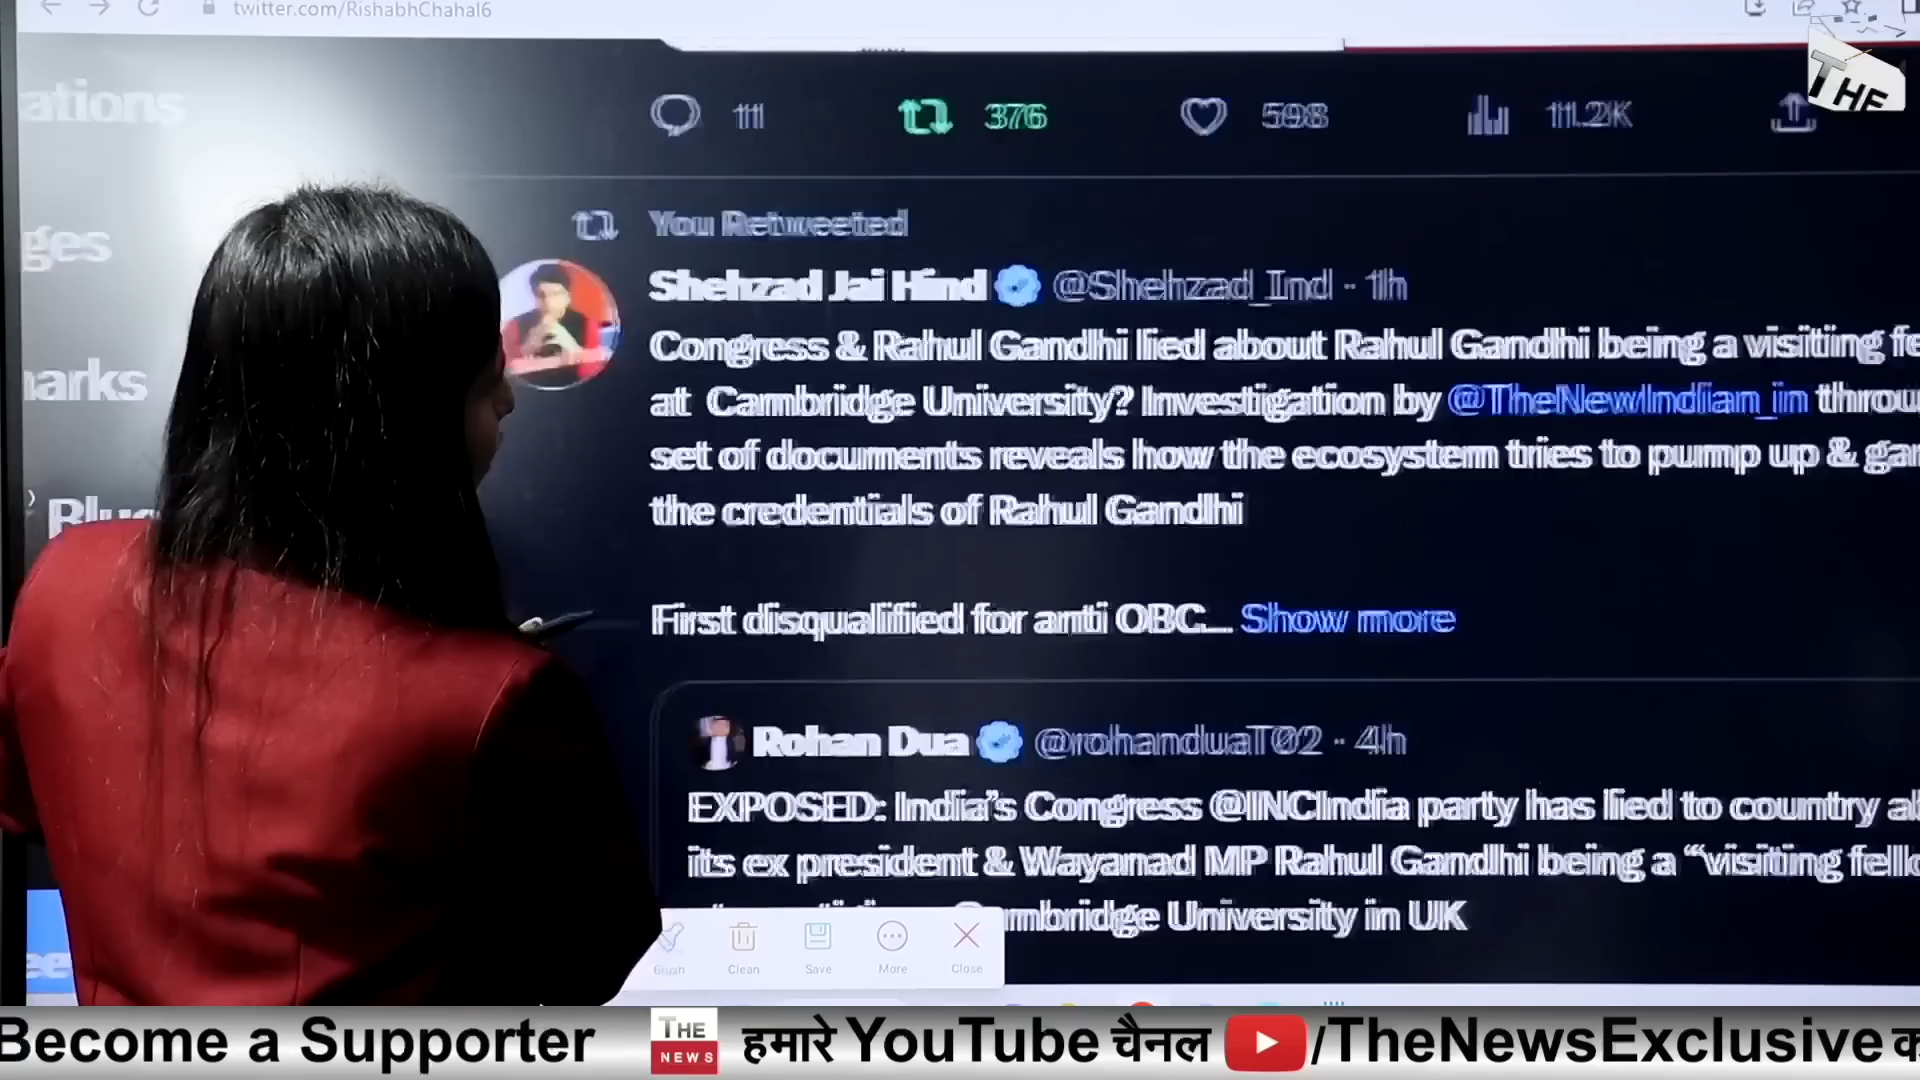 twitter.com/RishabhChahal6
THE
ations
11 376 598 11.2K
You Retweeted
ges
Shehzad Jai Hind @Shehzad_Ind · 1h
Congress & Rahul Gandhi lied about Rahul Gandhi being a visiting fe
arks
at Cambridge University? Investigation by @TheNewIndian_in throu
set of documents reveals how the ecosystem tries to pump up & gar
Blue
the credentials of Rahul Gandhi
First disqualified for anti OBC... Show more
Rohan Dua @rohanduaT02 · 4h
EXPOSED: India's Congress @INCIndia party has lied to country ab
its ex president & Wayanad MP Rahul Gandhi being a “visiting fello
mbridge University in UK
Brush Clean Save More Close
Become a Supporter THE NEWS हमारे YouTube चैनल /TheNewsExclusive क